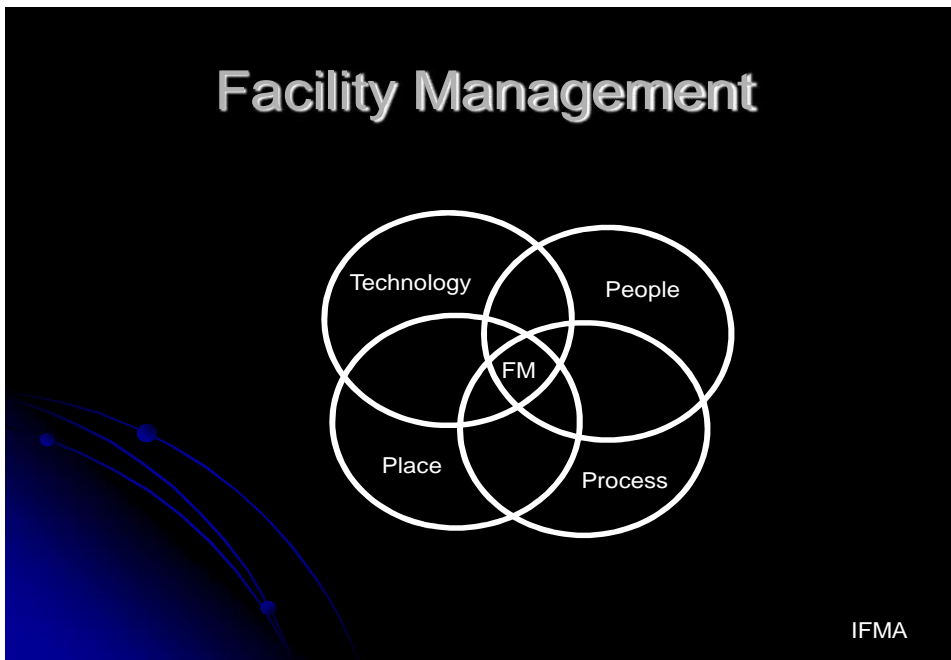 Facility Management
Technology
People
FM
Place
Process
IFMA